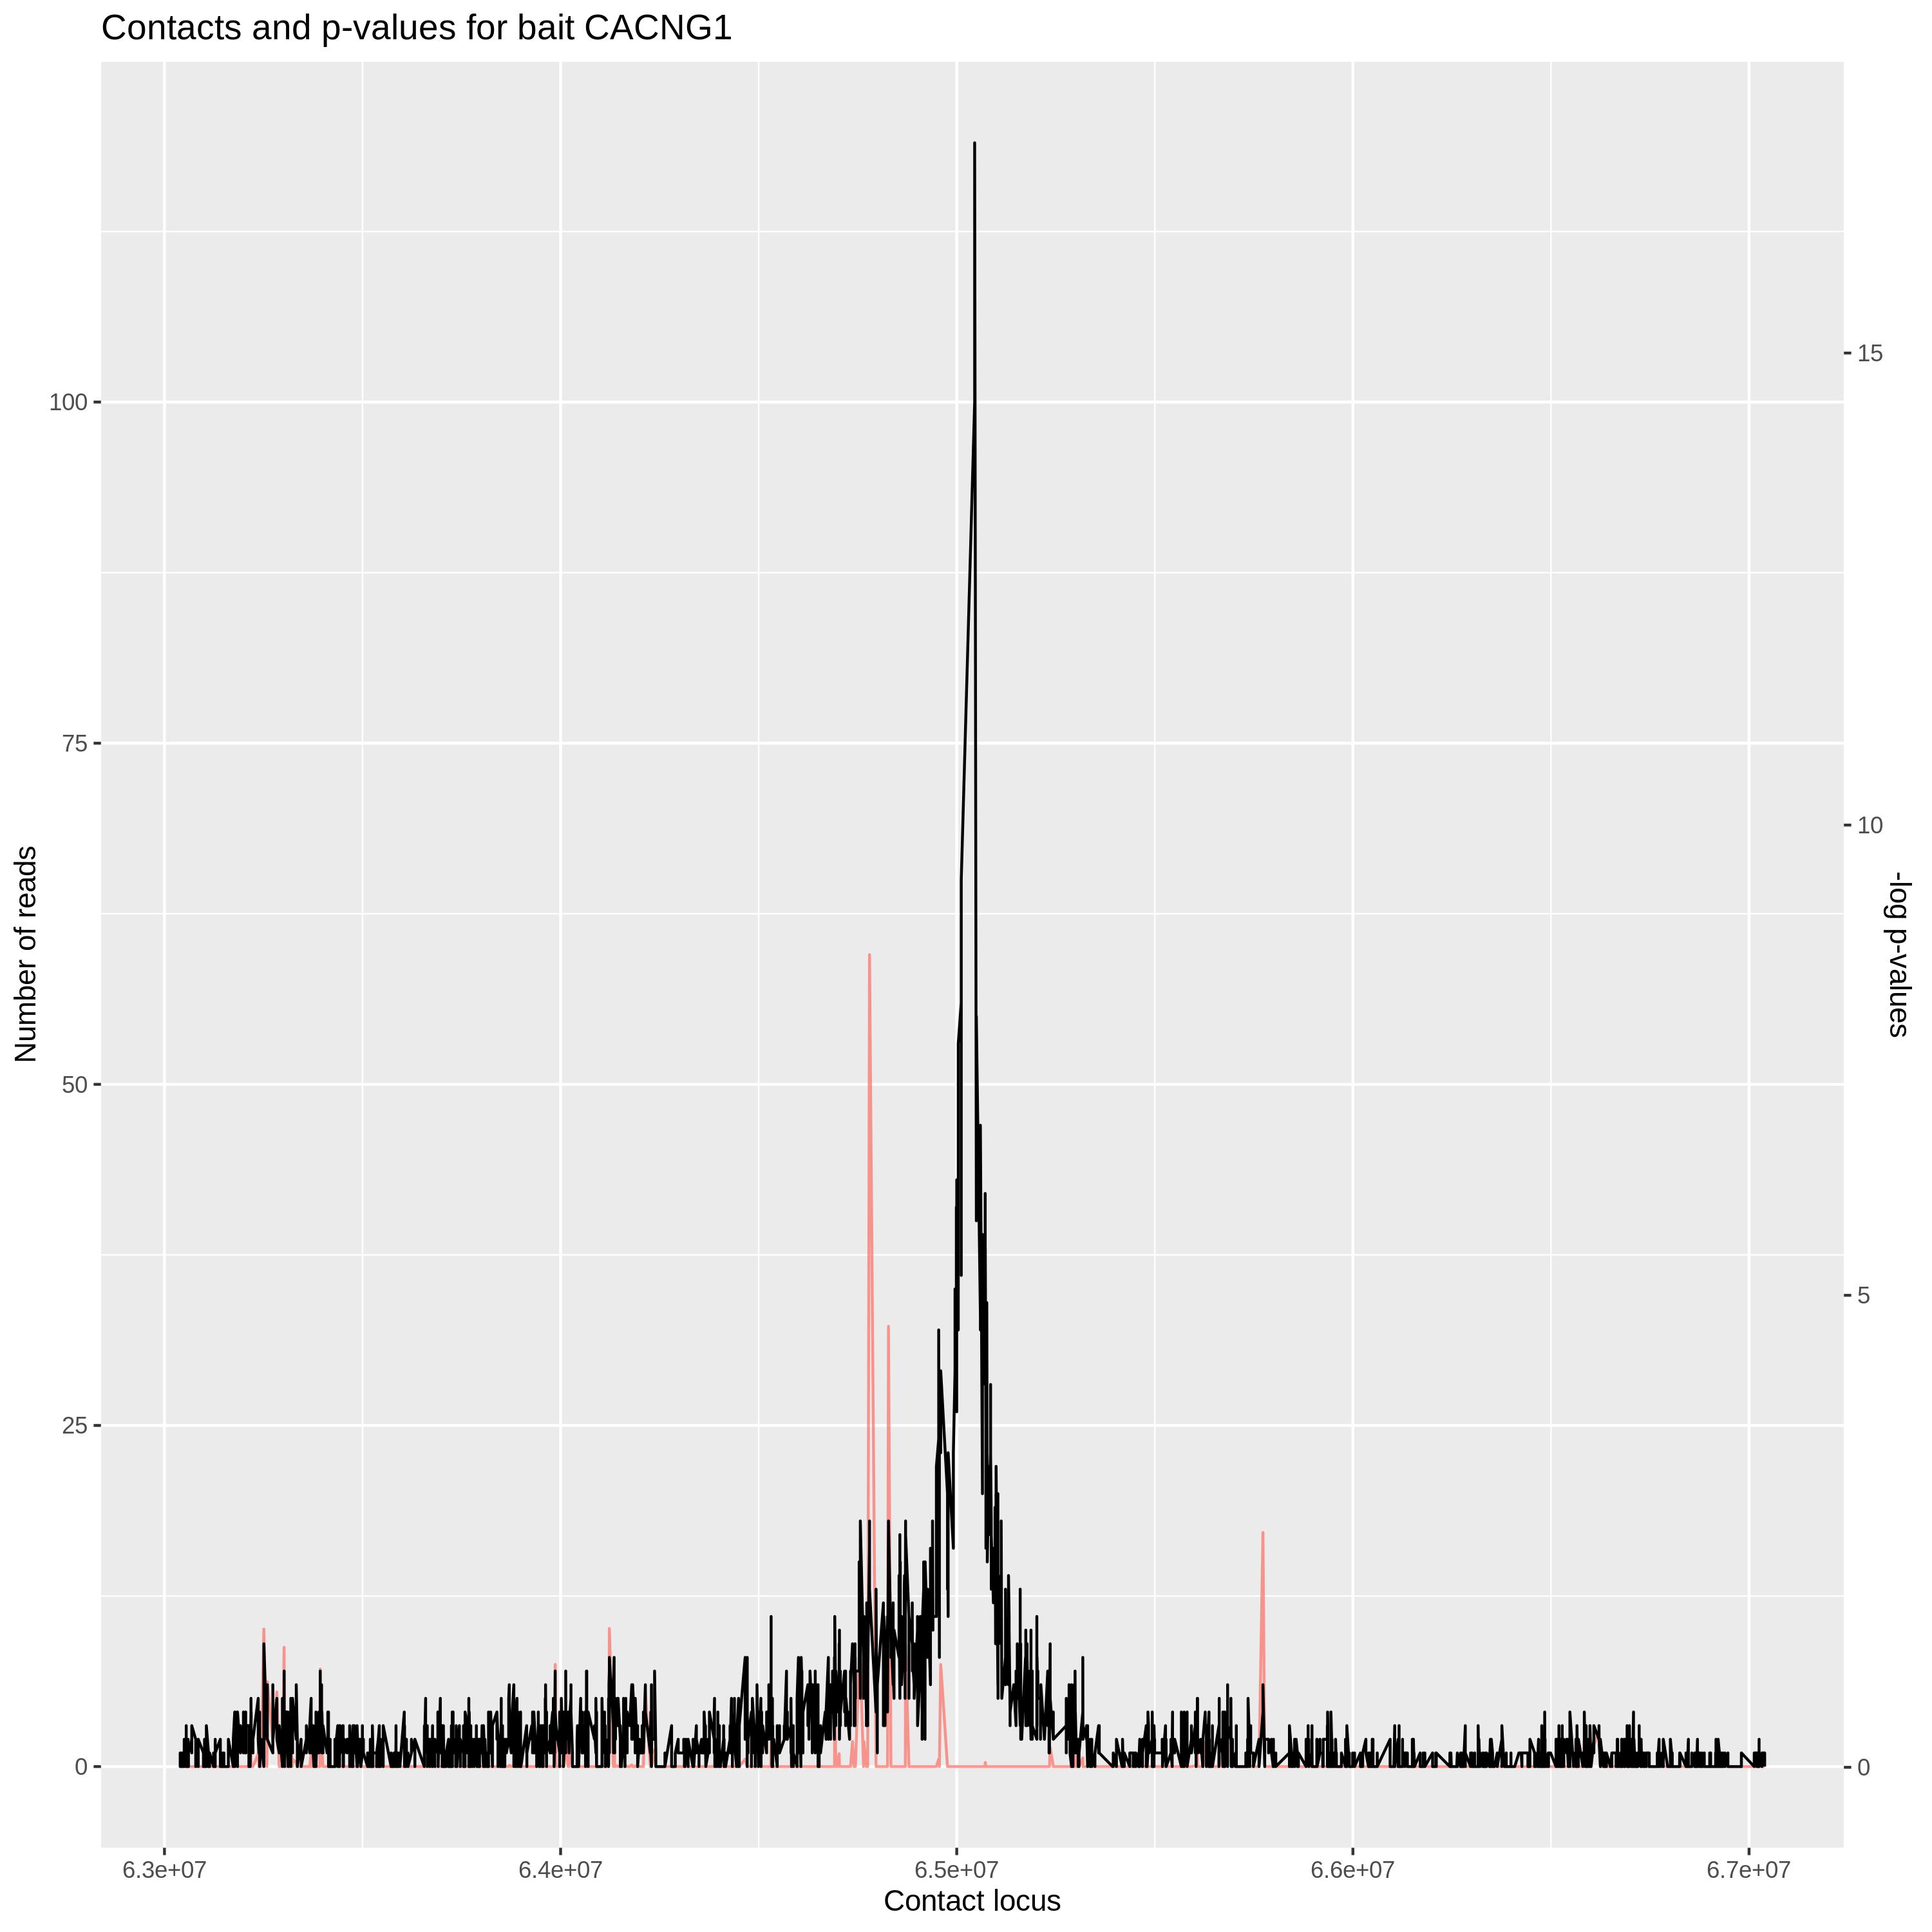 Contacts and p-values for bait CACNG1
Number of reads
100
75
50
25
0
15
10
5
0
-log p-values
6.3e+07
6.4e+07
6.5e+07
6.6e+07
6.7e+07
Contact locus